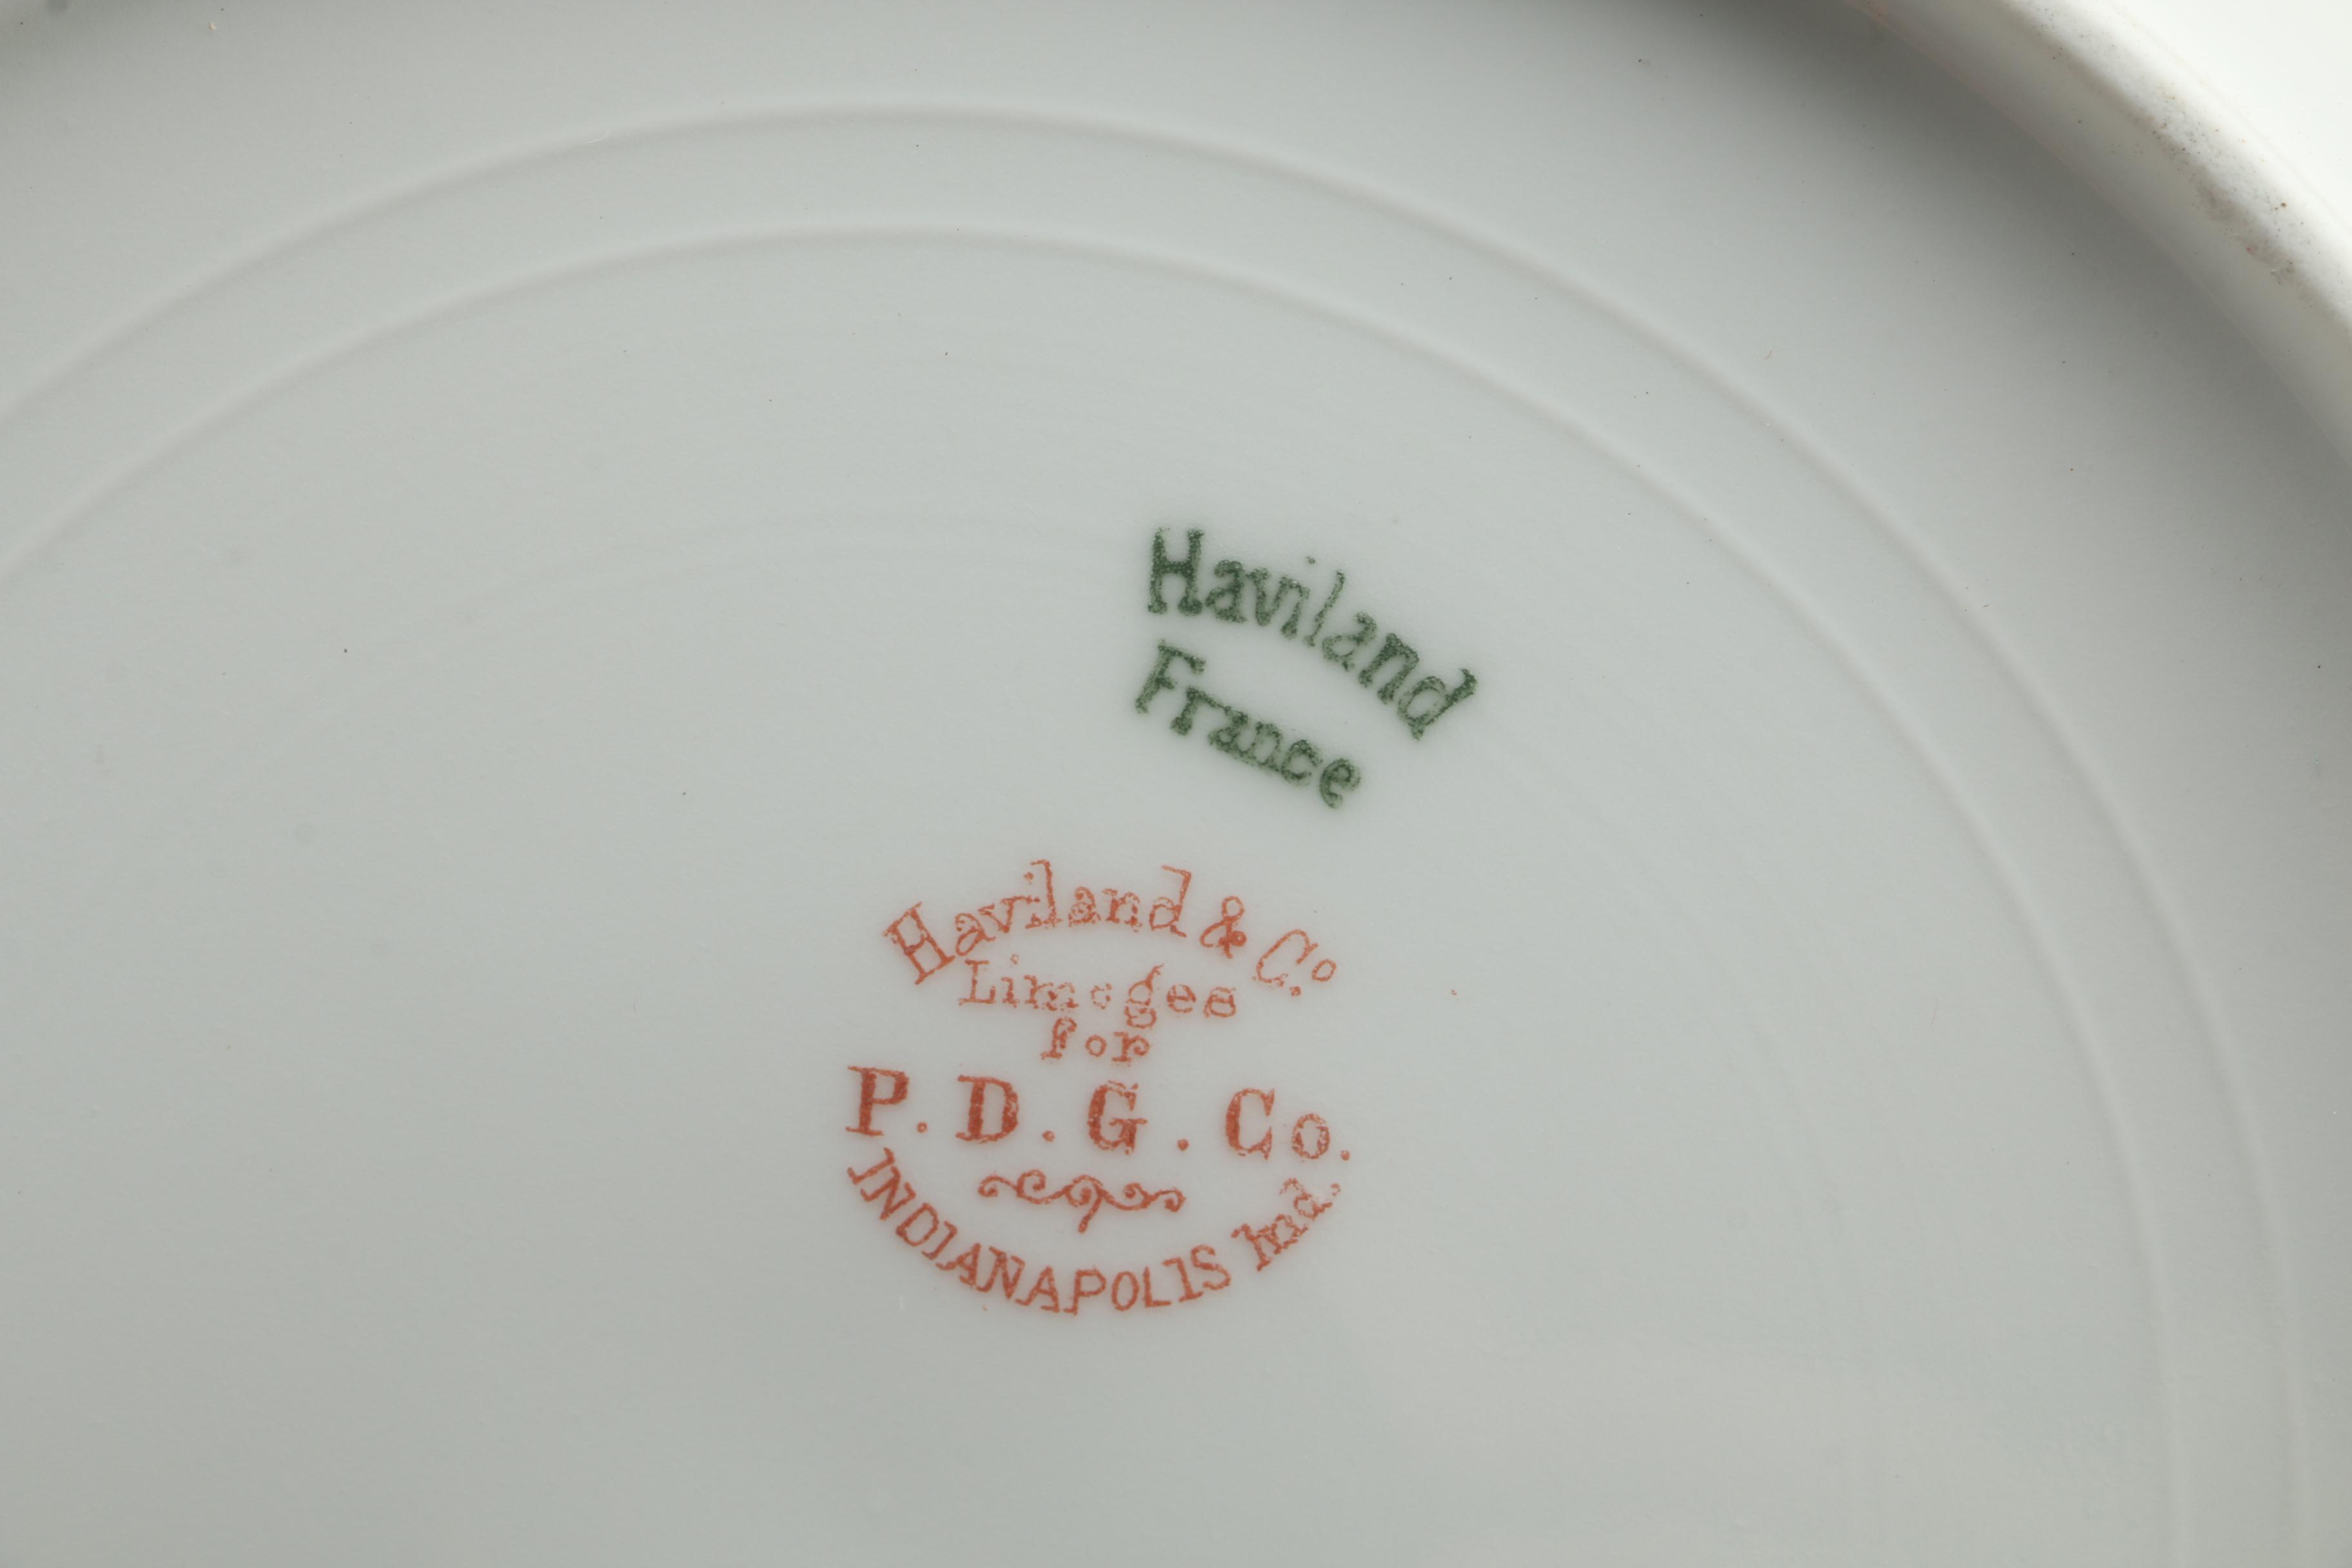 Haviland
France
Haviland & Co.
Limoges
for
P. D. G. Co.
INDIANAPOLIS Ind.